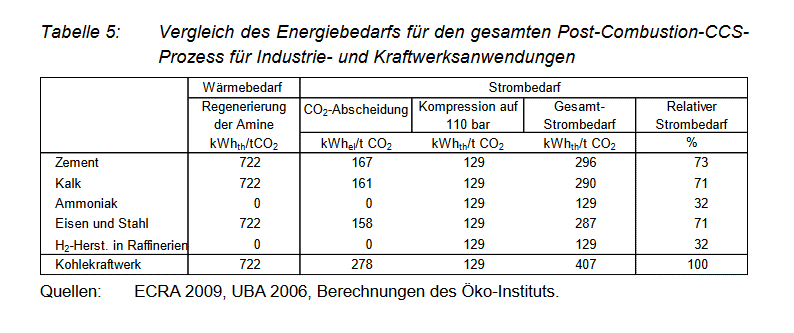 Tabelle 5: Vergleich des Energiebedarfs für den gesamten Post-Combustion-CCS-
Prozess für Industrie- und Kraftwerksanwendungen
Wärmebedarf Strombedarf
Regenerierung CO₂-Abscheidung Kompression auf Gesamt- Relativer
der Amine 110 bar Strombedarf Strombedarf
kWhth/tCO₂ kWhel/t CO₂ kWhth/t CO₂ kWhth/t CO₂ %
Zement 722 167 129 296 73
Kalk 722 161 129 290 71
Ammoniak 0 0 129 129 32
Eisen und Stahl 722 158 129 287 71
H₂-Herst. in Raffinerien 0 0 129 129 32
Kohlekraftwerk 722 278 129 407 100
Quellen: ECRA 2009, UBA 2006, Berechnungen des Öko-Instituts.